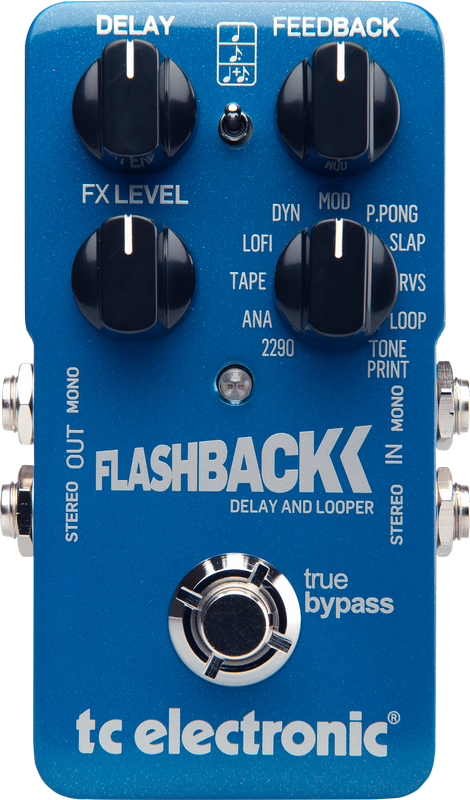 DELAY
FEEDBACK
FX LEVEL
MOD
DYN
P.PONG
LOFI
SLAP
TAPE
RVS
ANA
LOOP
2290
TONE
PRINT
STEREO OUT MONO
STEREO IN MONO
FLASHBACK
DELAY AND LOOPER
true
bypass
tc electronic®